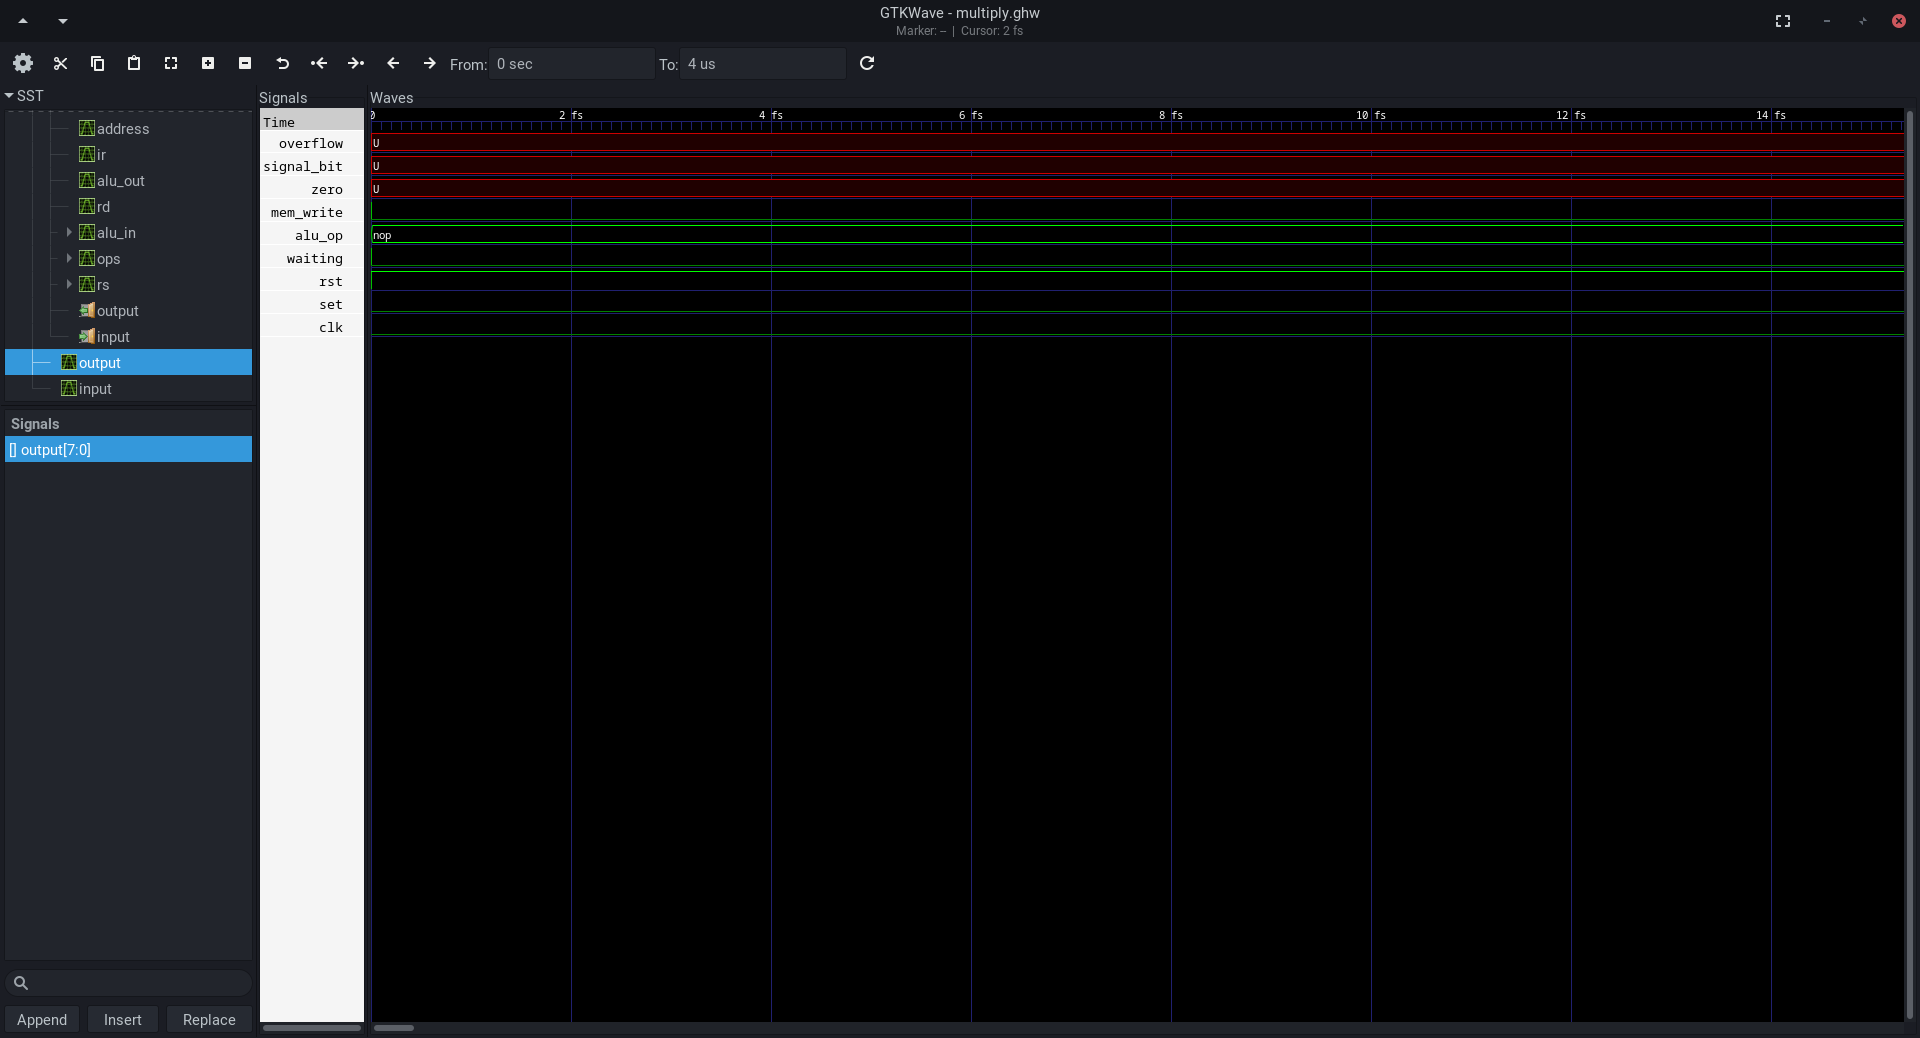 GTKWave - multiply.ghw
Marker: -- | Cursor: 2 fs
From: 0 sec To: 4 us
SST
address
ir
alu_out
rd
alu_in
ops
rs
output
input
output
input
Signals
[] output[7:0]
Append Insert Replace
Signals
Time
overflow
signal_bit
zero
mem_write
alu_op
waiting
rst
set
clk
Waves
0 2 fs 4 fs 6 fs 8 fs 10 fs 12 fs 14 fs
U
U
U
nop